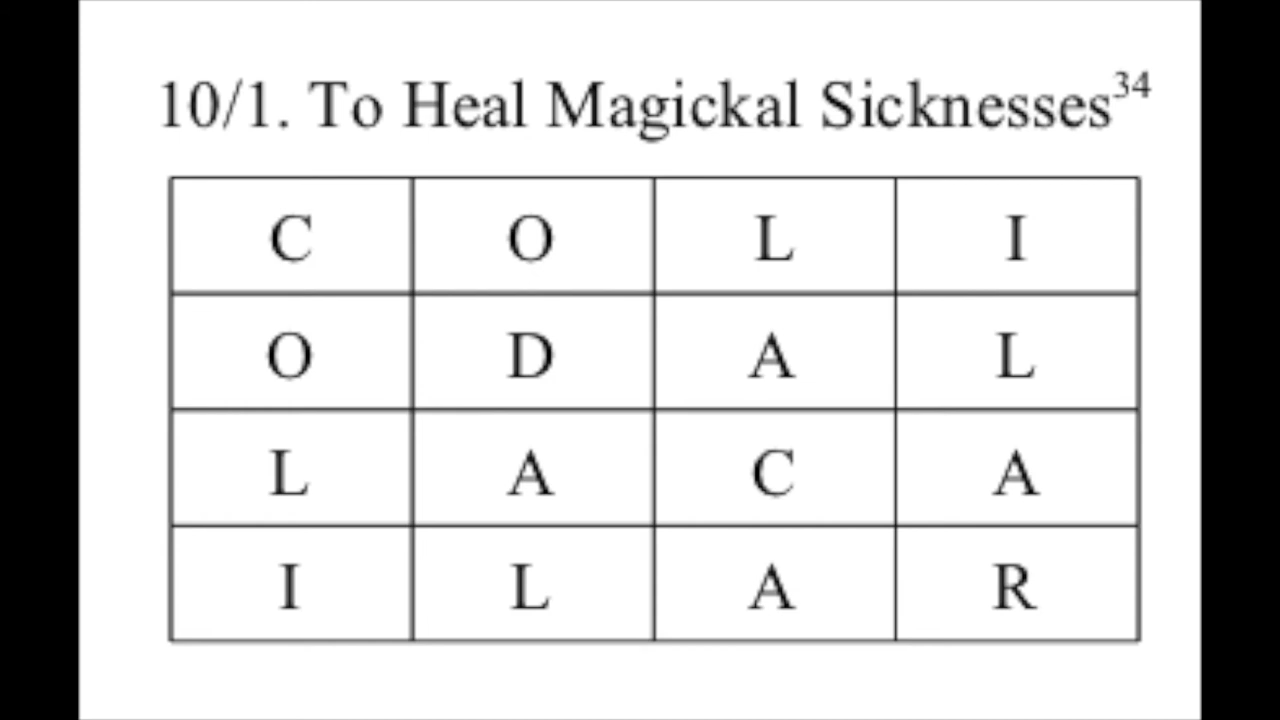 10/1. To Heal Magickal Sicknesses34
C O L I
O D A L
L A C A
I L A R